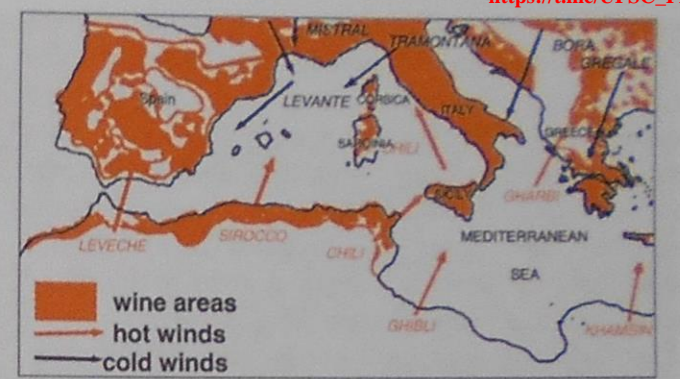 MISTRAL
TRAMONTANA
BORA
GREGALE
Spain
LEVANTE
CORSICA
ITALY
SARDINIA
CHILI
GREECE
GHARBI
LEVECHE
SIROCCO
CHILI
MEDITERRANEAN
SEA
GHIBLI
KHAMSIN
wine areas
hot winds
cold winds